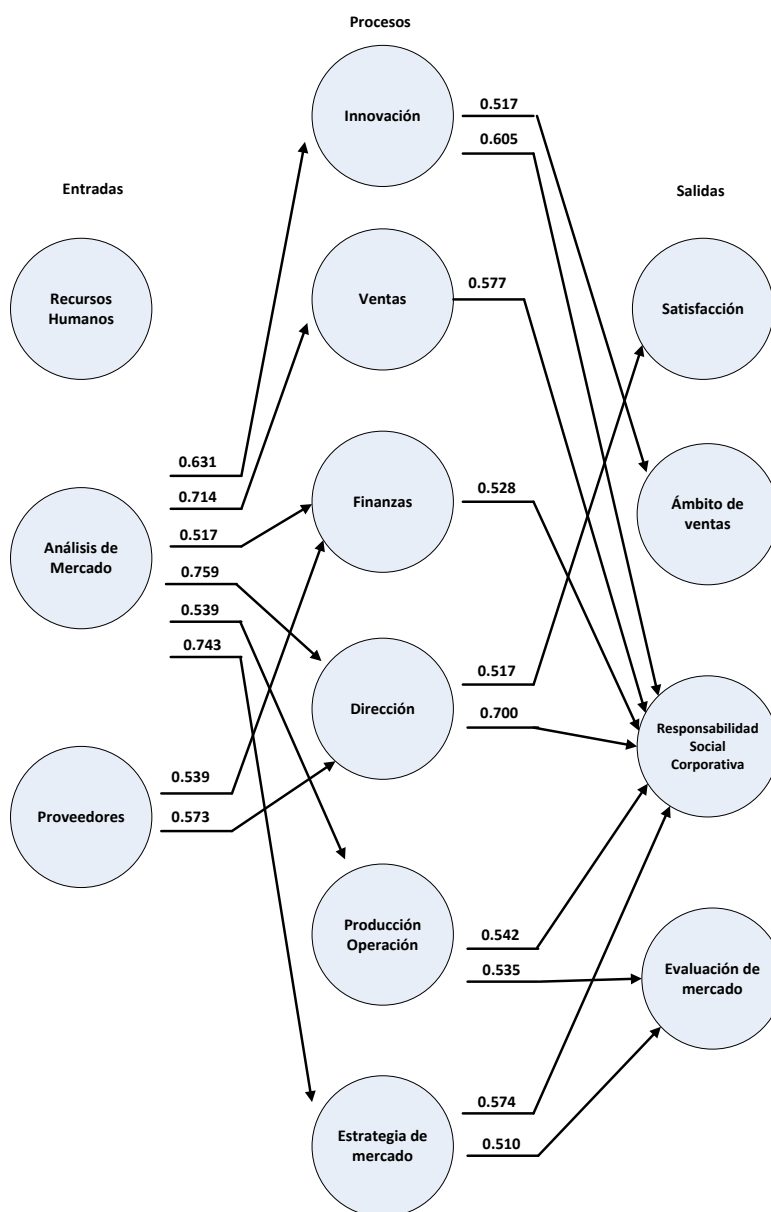 Procesos
Entradas
Salidas
Innovación
0.517
0.605
Recursos
Humanos
Ventas
0.577
Satisfacción
0.631
0.714
0.517
0.759
0.539
0.743
Análisis de
Mercado
Finanzas
0.528
Ámbito de
ventas
Dirección
0.517
0.700
Responsabilidad
Social
Corporativa
Proveedores
0.539
0.573
Producción
Operación
0.542
0.535
Evaluación de
mercado
Estrategia de
mercado
0.574
0.510